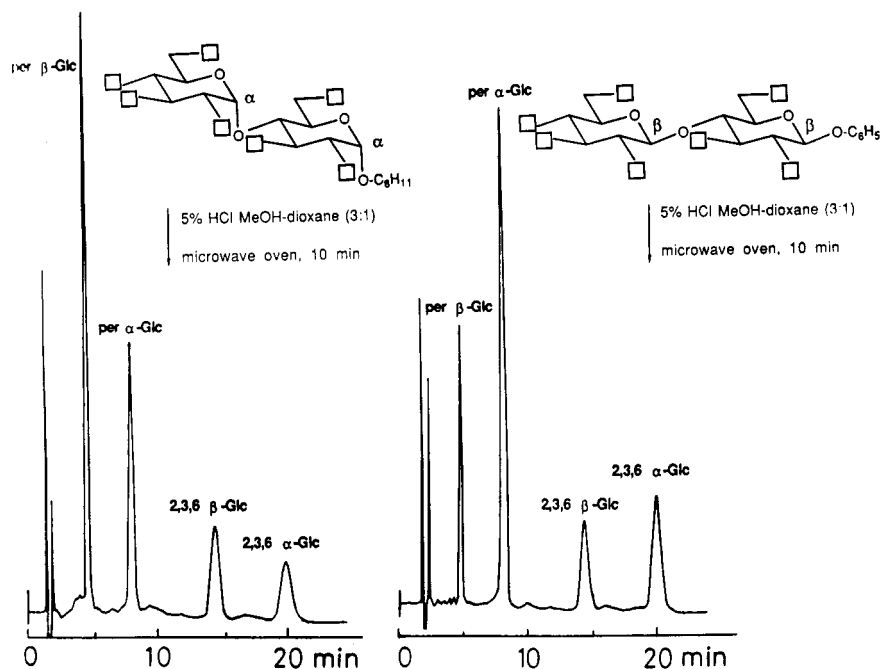 per β-Glc
O
α
O
O
α
O-C₆H₁₁
5% HCl MeOH-dioxane (3:1)
microwave oven, 10 min
per α-Glc
2,3,6 β-Glc
2,3,6 α-Glc
0 10 20 min
per α-Glc
O
β
O
O
β
O-C₆H₅
5% HCl MeOH-dioxane (3:1)
microwave oven, 10 min
per β-Glc
2,3,6 β-Glc
2,3,6 α-Glc
0 10 20 min